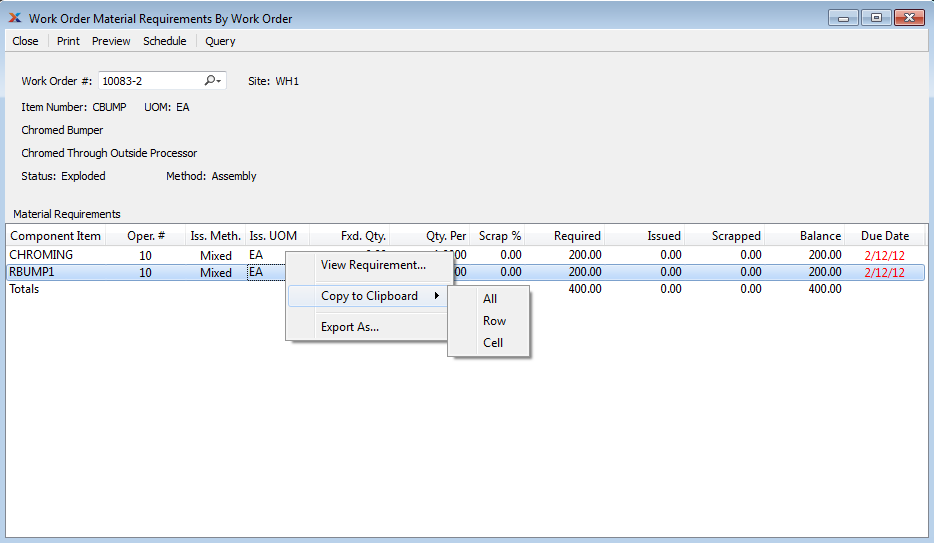 Work Order Material Requirements By Work Order
Close Print Preview Schedule Query
Work Order #: 10083-2 Site: WH1
Item Number: CBUMP UOM: EA
Chromed Bumper
Chromed Through Outside Processor
Status: Exploded Method: Assembly
Material Requirements
Component Item Oper. # Iss. Meth. Iss. UOM Fxd. Qty. Qty. Per Scrap % Required Issued Scrapped Balance Due Date
CHROMING 10 Mixed EA 0.00 200.00 0.00 0.00 200.00 2/12/12
RBUMP1 10 Mixed EA 0.00 200.00 0.00 0.00 200.00 2/12/12
Totals 400.00 0.00 0.00 400.00
View Requirement...
Copy to Clipboard
Export As...
All
Row
Cell